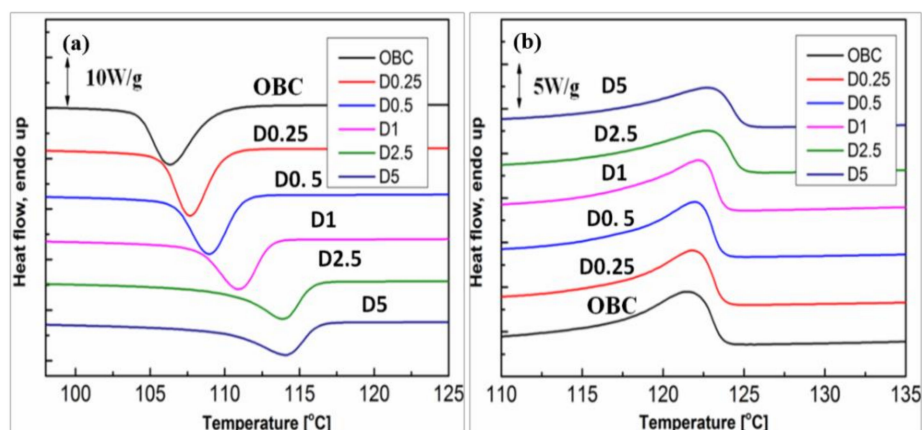 (a)
10W/g
OBC
D0.25
D0.5
D1
D2.5
D5
OBC
D0.25
D0. 5
D1
D2.5
D5
Heat flow, endo up
100 105 110 115 120 125
Temperature [°C]
(b)
5W/g
OBC
D0.25
D0.5
D1
D2.5
D5
D5
D2.5
D1
D0. 5
D0.25
OBC
Heat flow, endo up
110 115 120 125 130 135
Temperature [°C]